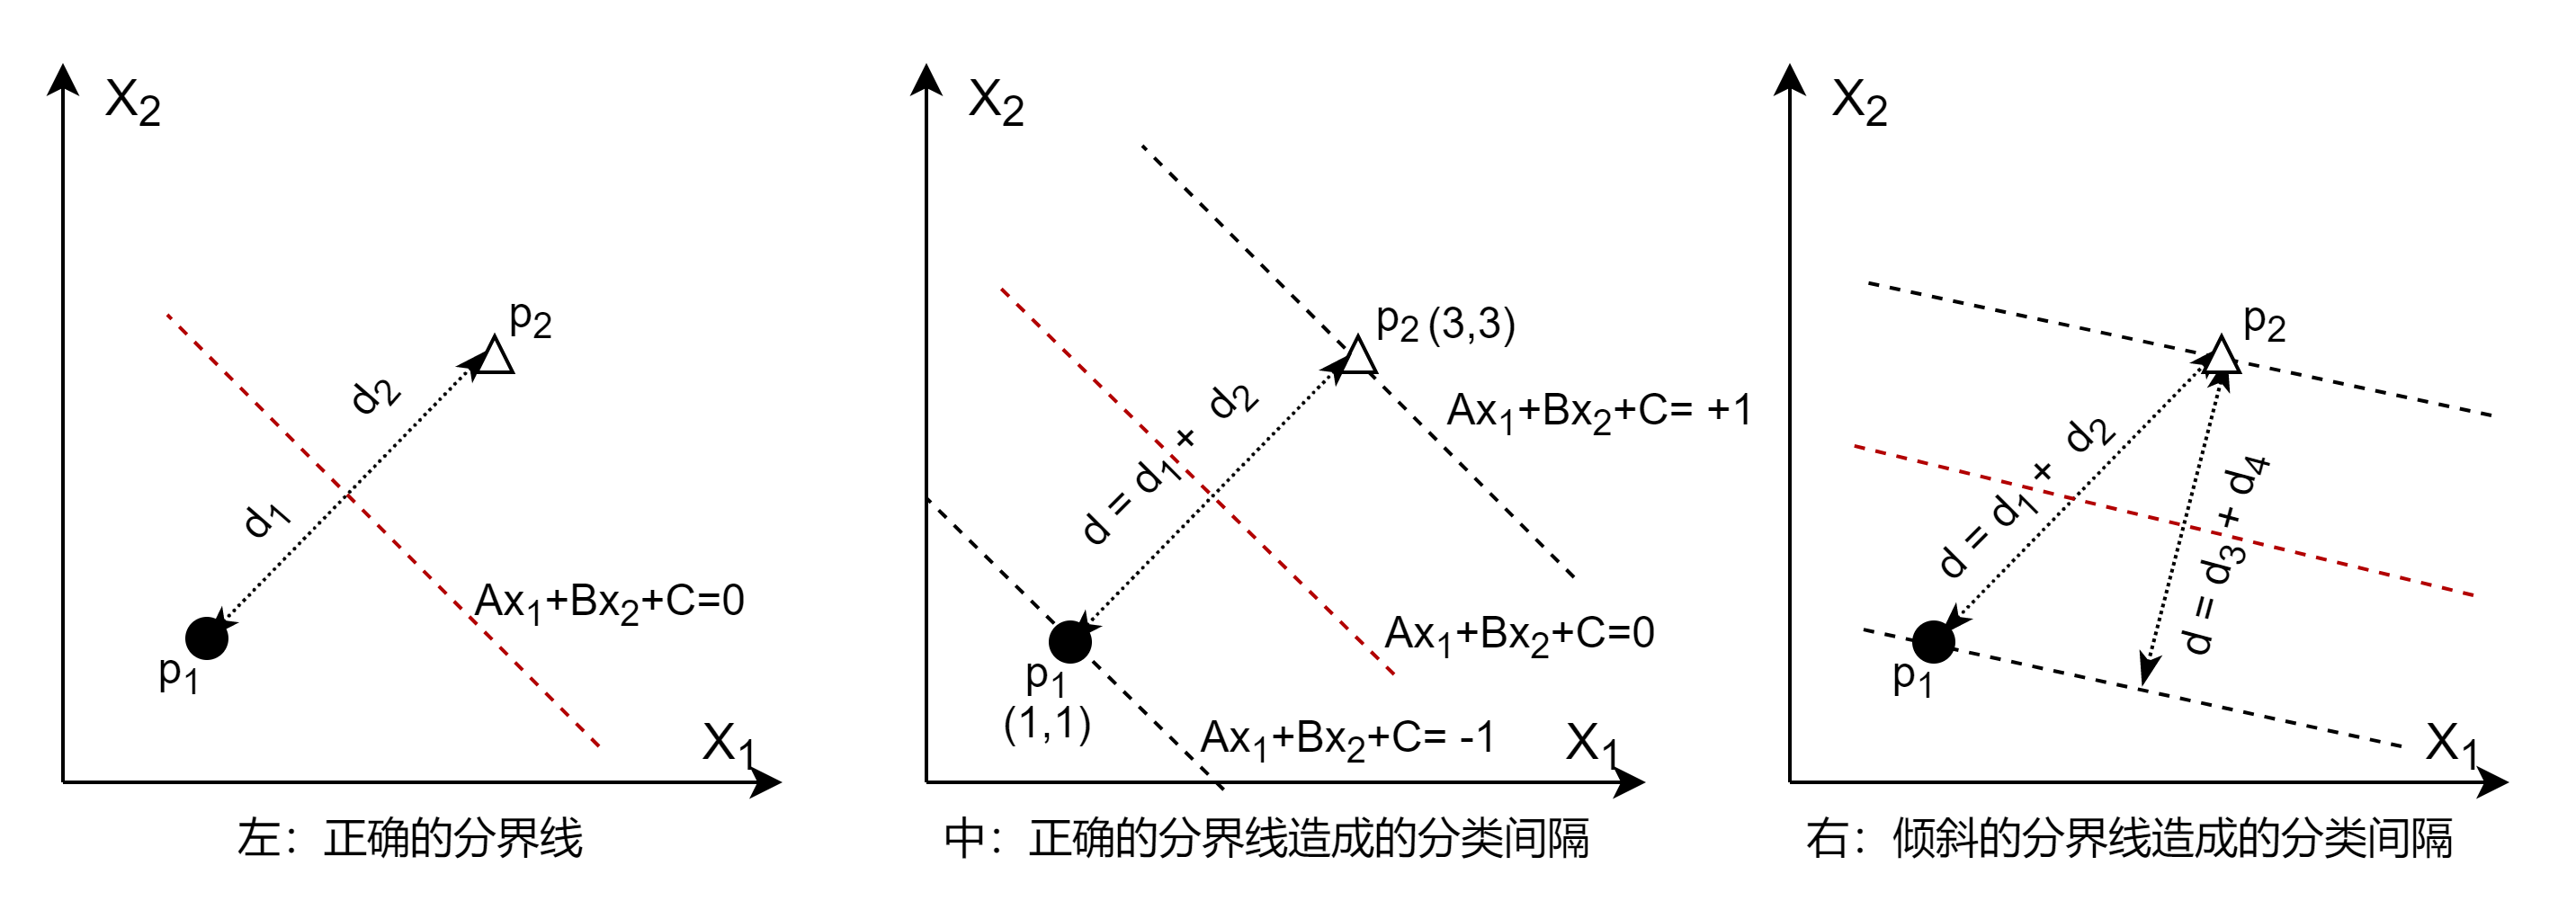 X2
p2
d2
d1
Ax1+Bx2+C=0
p1
X1
左：正确的分界线
X2
p2 (3,3)
d = d1 + d2
Ax1+Bx2+C= +1
Ax1+Bx2+C=0
p1
(1,1)
Ax1+Bx2+C= -1
X1
中：正确的分界线造成的分类间隔
X2
p2
d = d1 + d2
d = d3 + d4
p1
X1
右：倾斜的分界线造成的分类间隔